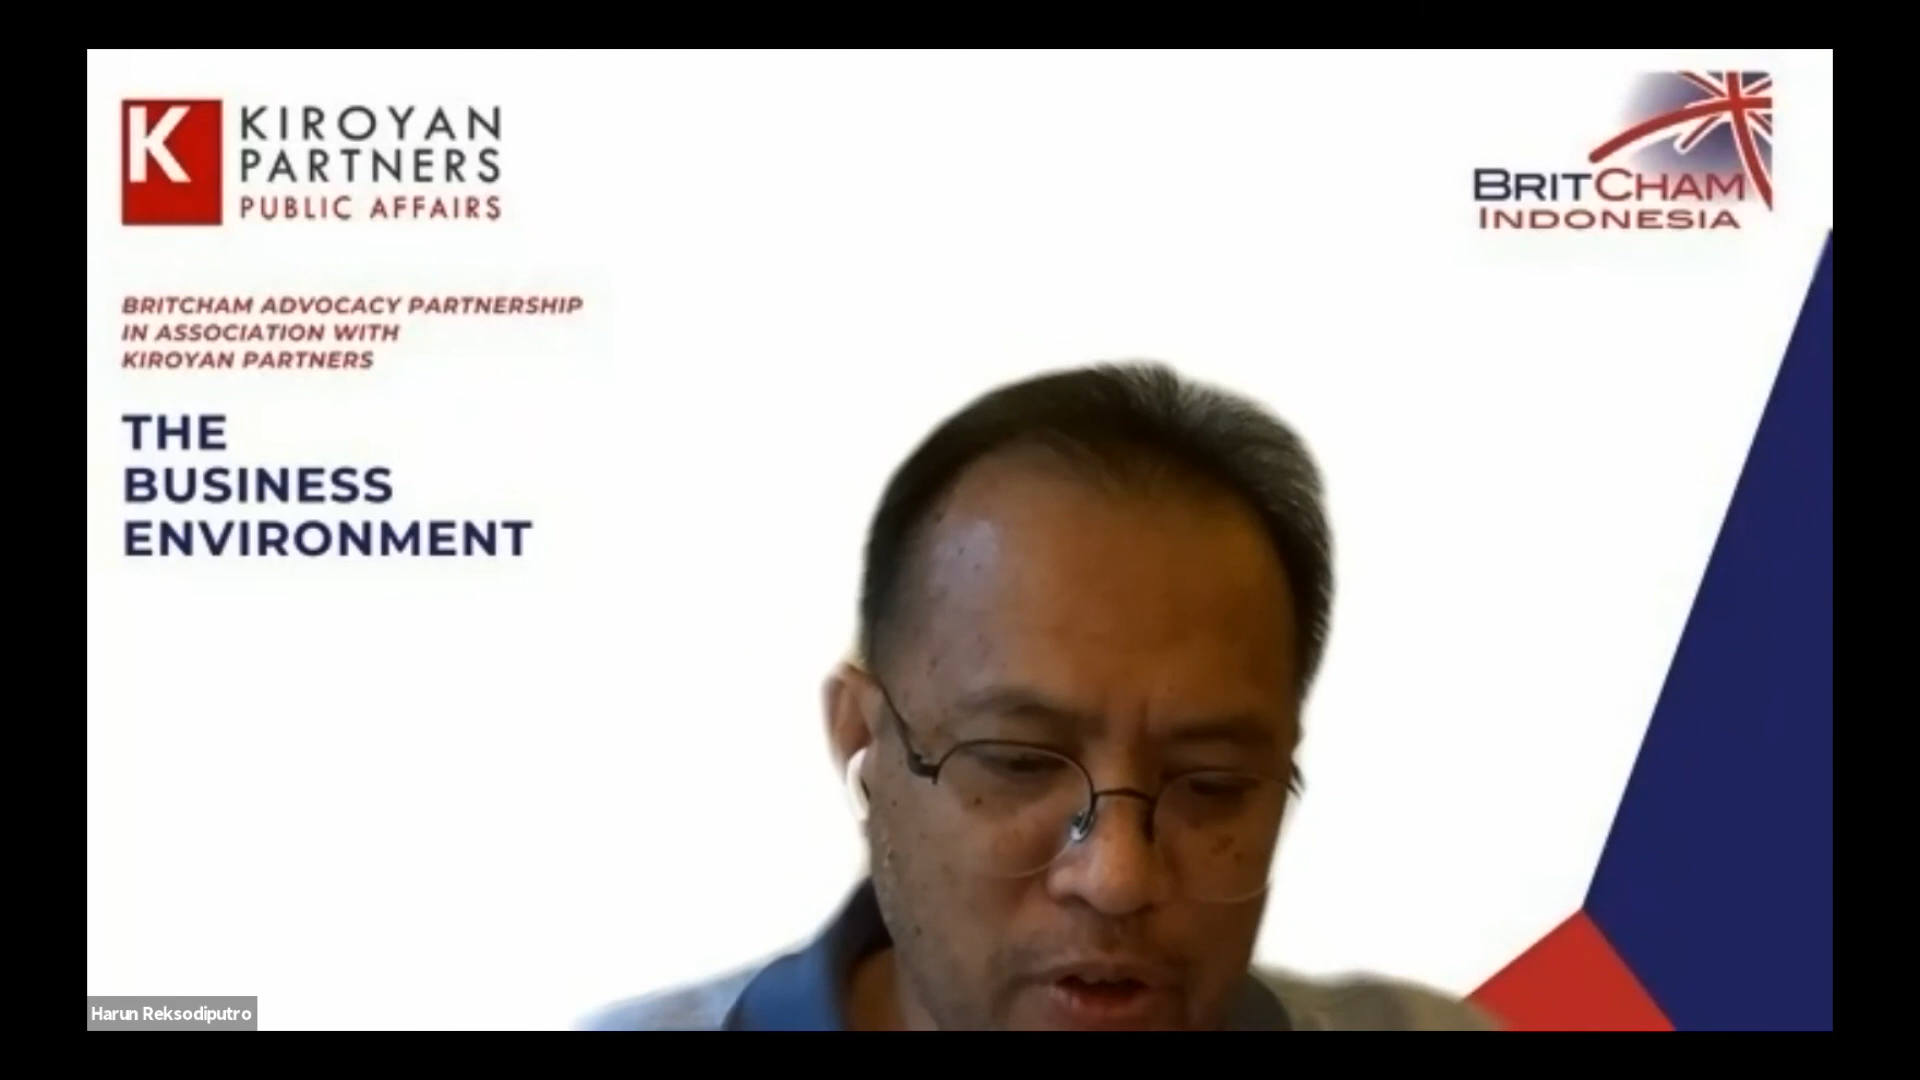 K
KIROYAN
PARTNERS
PUBLIC AFFAIRS
BRITCHAM
INDONESIA
BRITCHAM ADVOCACY PARTNERSHIP
IN ASSOCIATION WITH
KIROYAN PARTNERS
THE
BUSINESS
ENVIRONMENT
Harun Reksodiputro